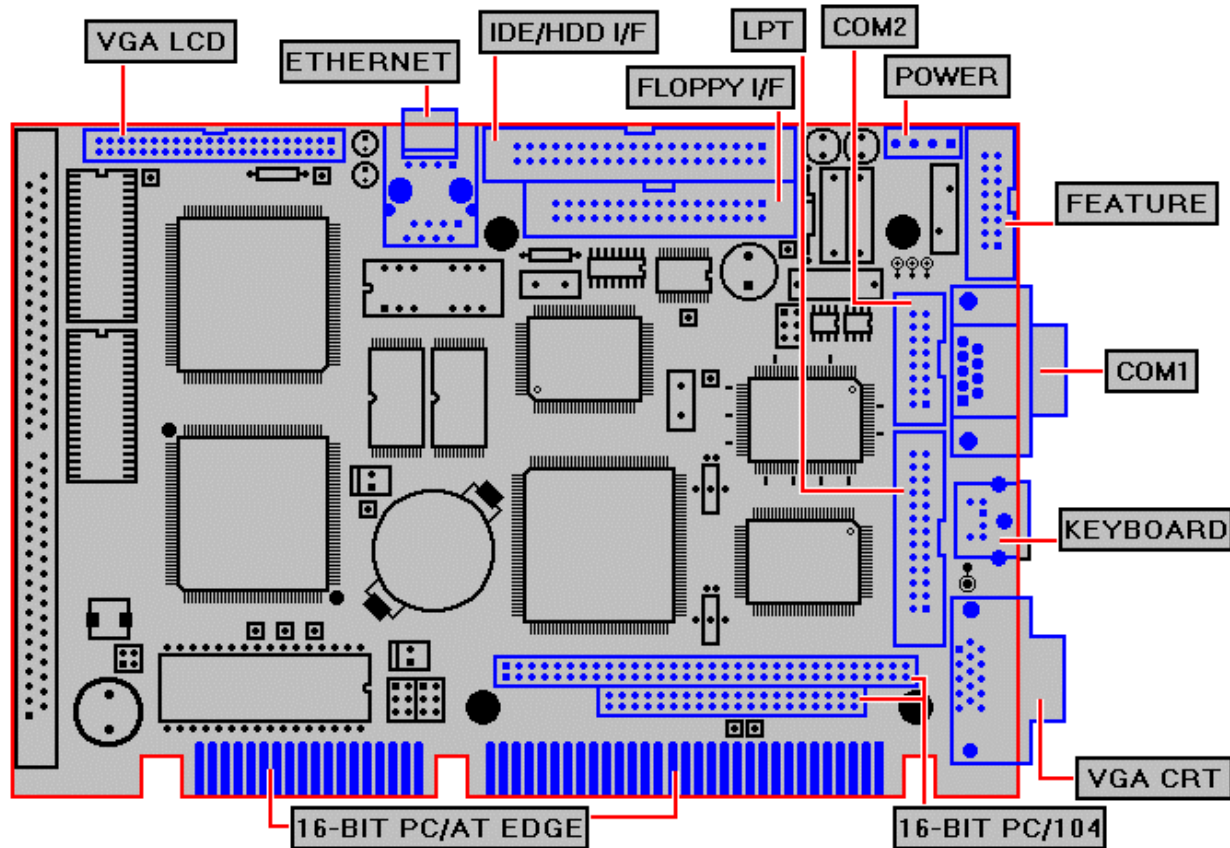 VGA LCD
ETHERNET
IDE/HDD I/F
LPT
COM2
FLOPPY I/F
POWER
FEATURE
COM1
KEYBOARD
VGA CRT
16-BIT PC/AT EDGE
16-BIT PC/104